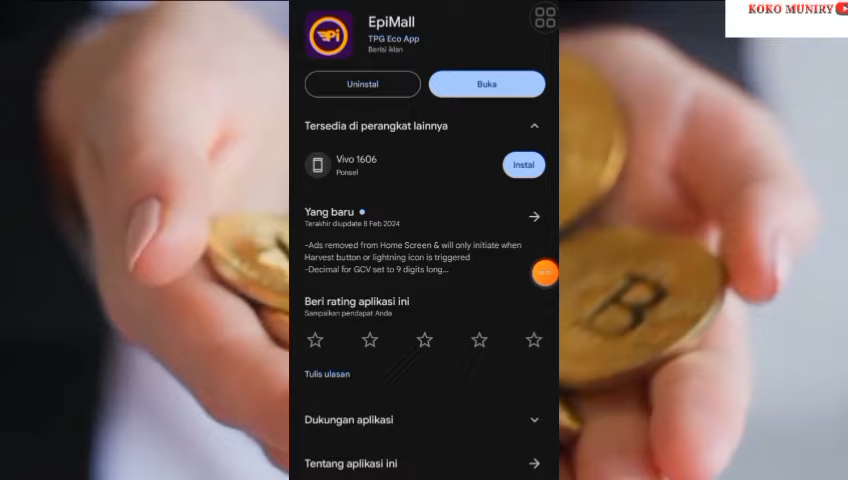 KOKO MUNIRY
EpiMall
TPG Eco App
Berisi iklan
Uninstal
Buka
Tersedia di perangkat lainnya
Vivo 1606
Ponsel
Instal
Yang baru
Terakhir diupdate 8 Feb 2024
-Ads removed from Home Screen & will only initiate when
Harvest button or lightning icon is triggered
-Decimal for GCV set to 9 digits long...
Beri rating aplikasi ini
Sampaikan pendapat Anda
Tulis ulasan
Dukungan aplikasi
Tentang aplikasi ini